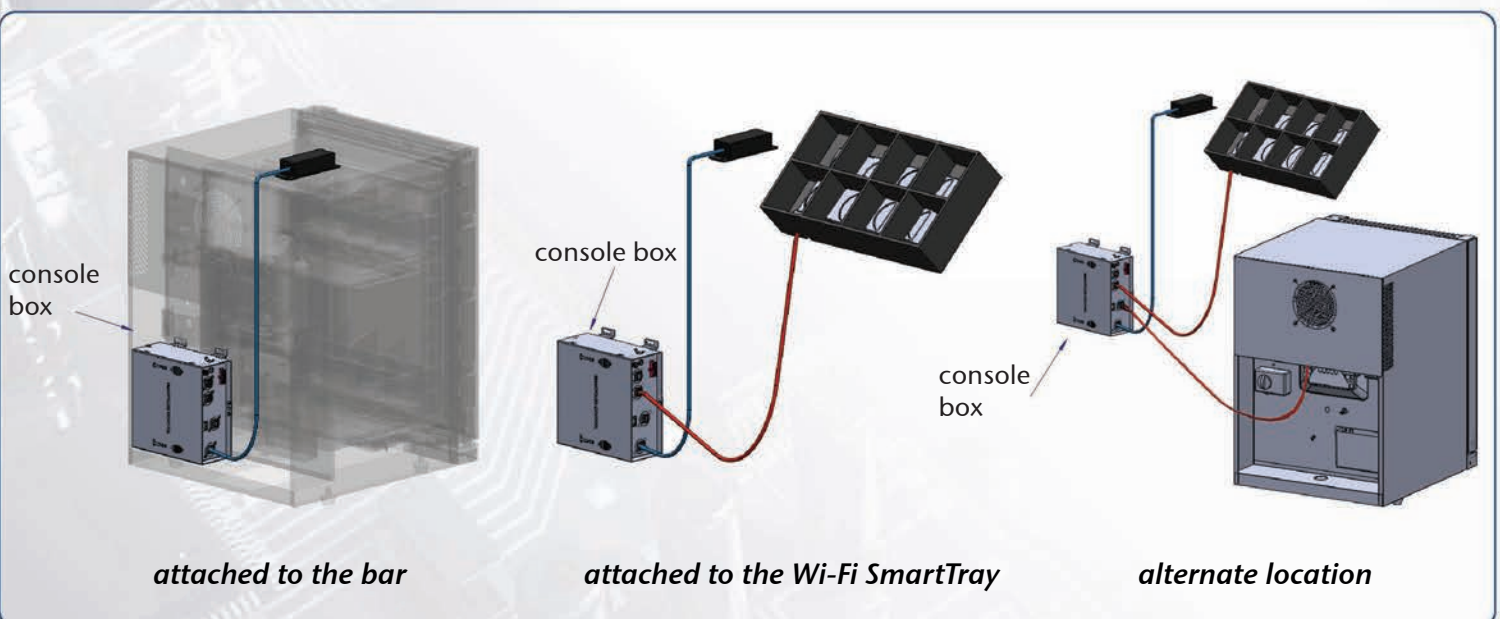 console
box
console box
console
box
attached to the bar
attached to the Wi-Fi SmartTray
alternate location